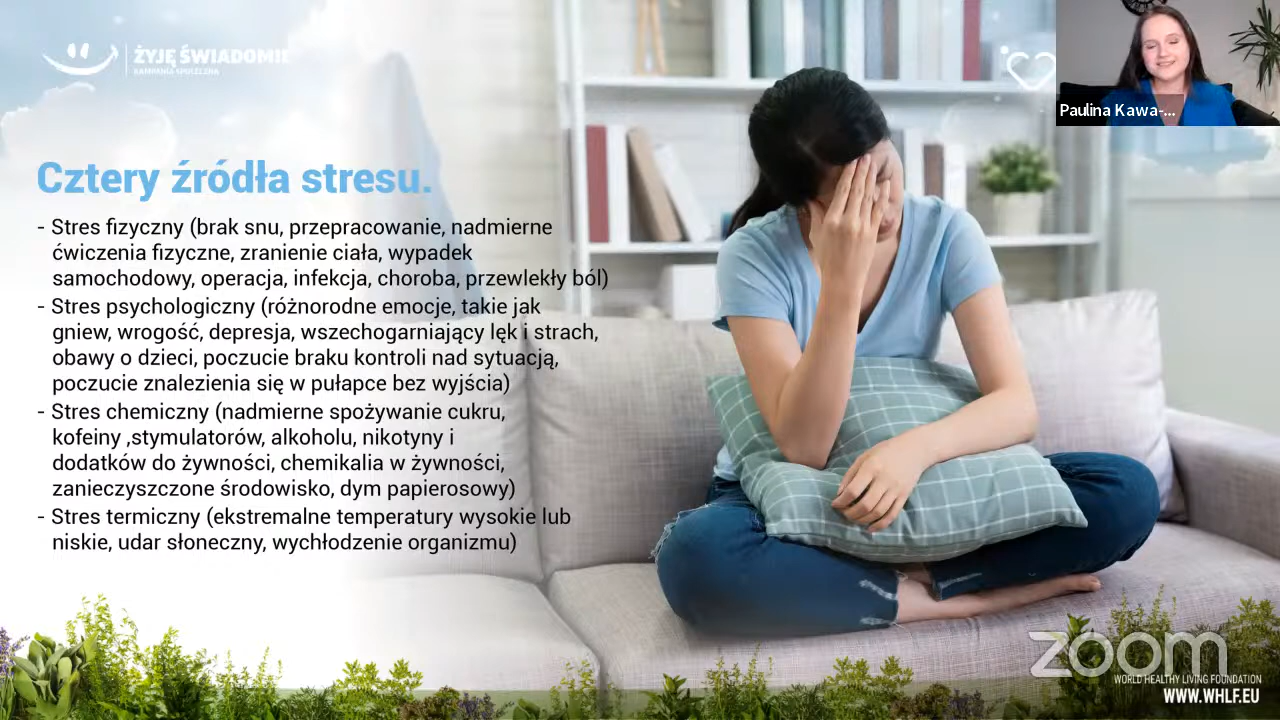 ŻYJĘ ŚWIADOMIE
KAMPANIA SPOŁECZNA
Paulina Kawa-...
Cztery źródła stresu.
- Stres fizyczny (brak snu, przepracowanie, nadmierne
ćwiczenia fizyczne, zranienie ciała, wypadek
samochodowy, operacja, infekcja, choroba, przewlekły ból)
- Stres psychologiczny (różnorodne emocje, takie jak
gniew, wrogość, depresja, wszechogarniający lęk i strach,
obawy o dzieci, poczucie braku kontroli nad sytuacją,
poczucie znalezienia się w pułapce bez wyjścia)
- Stres chemiczny (nadmierne spożywanie cukru,
kofeiny ,stymulatorów, alkoholu, nikotyny i
dodatków do żywności, chemikalia w żywności,
zanieczyszczone środowisko, dym papierosowy)
- Stres termiczny (ekstremalne temperatury wysokie lub
niskie, udar słoneczny, wychłodzenie organizmu)
zoom
WORLD HEALTHY LIVING FOUNDATION
WWW.WHLF.EU